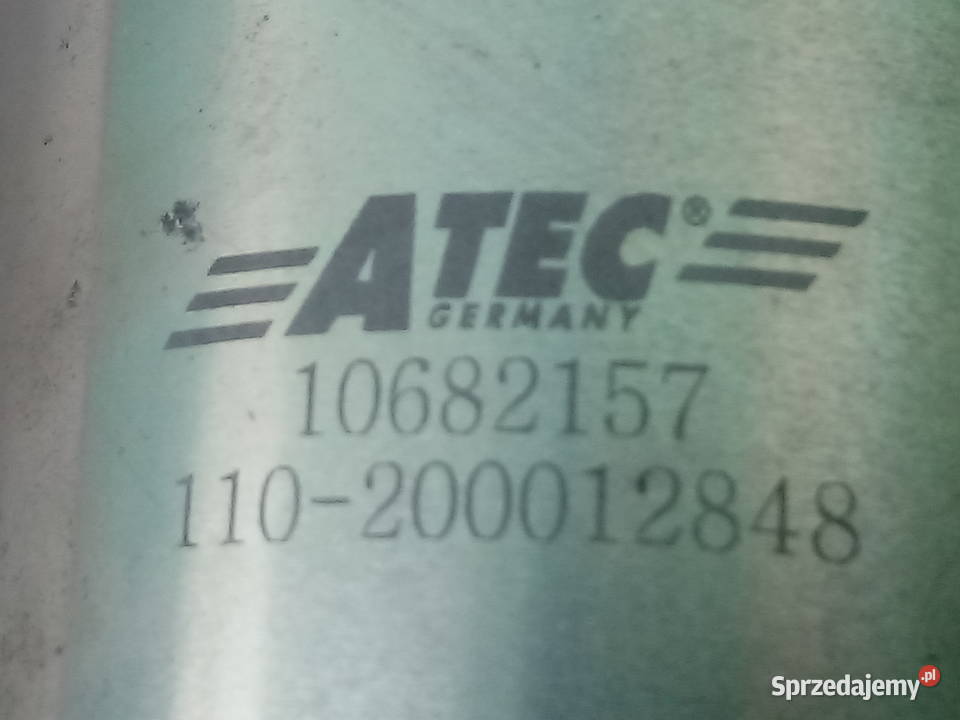 ATEC®
GERMANY
10682157
110-200012848
Sprzedajemy.pl